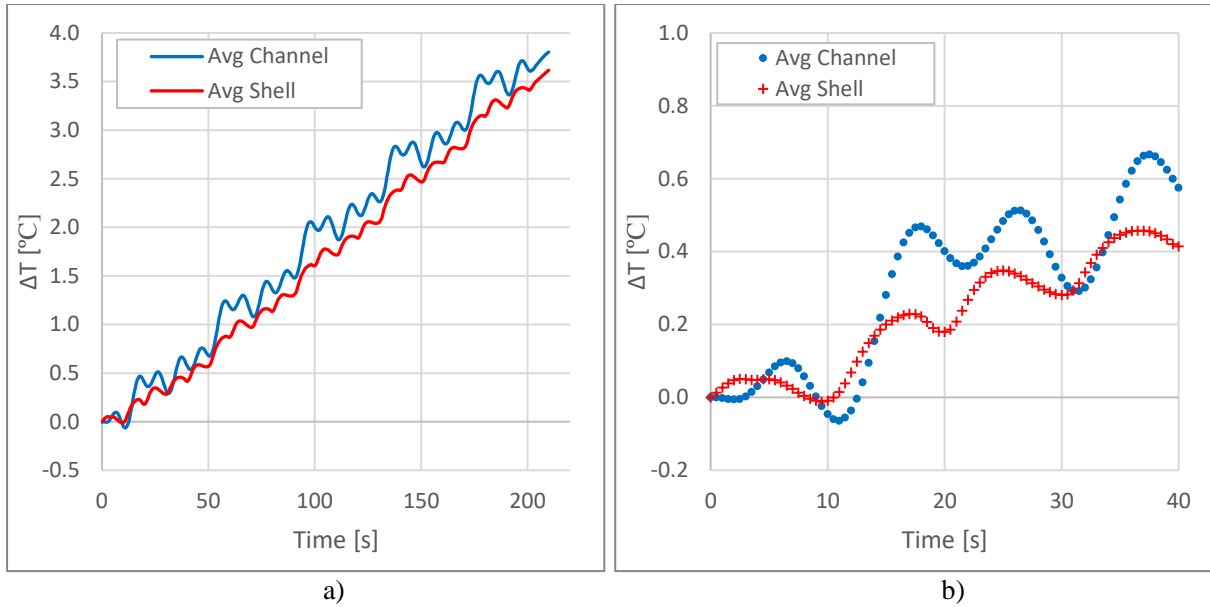 4.0
3.5
3.0
2.5
2.0
1.5
1.0
0.5
0.0
-0.5
ΔT [ºC]
Avg Channel
Avg Shell
0 50 100 150 200
Time [s]
a)
1.0
0.8
0.6
0.4
0.2
0.0
-0.2
ΔT [ºC]
Avg Channel
Avg Shell
0 10 20 30 40
Time [s]
b)